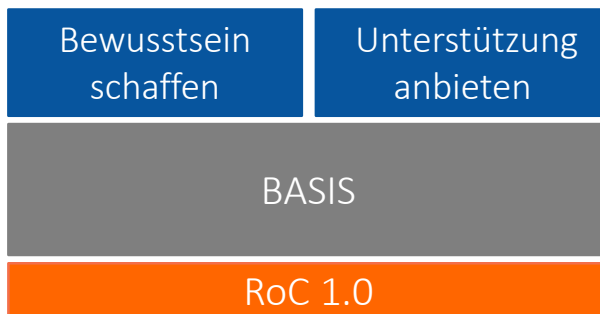 Bewusstsein
schaffen
Unterstützung
anbieten
BASIS
RoC 1.0